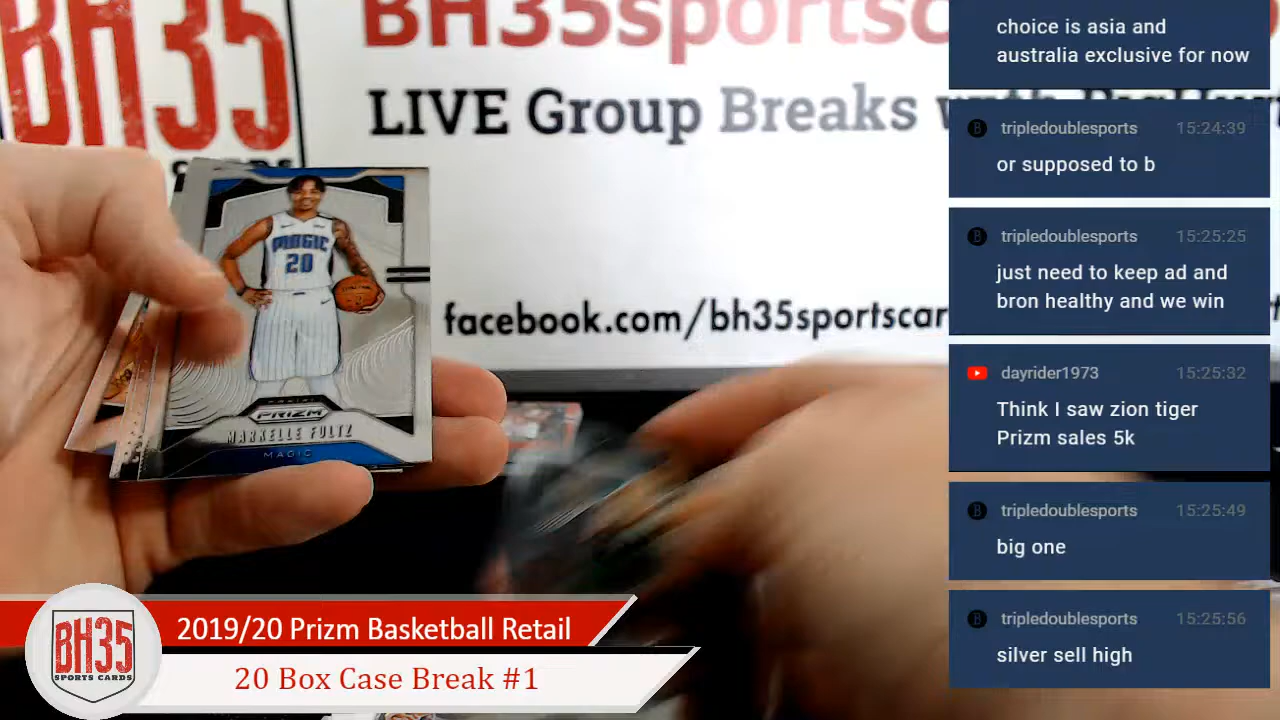 BH35
CARDS
BH35sportsc
LIVE Group Breaks w
facebook.com/bh35sportscar
MAGIC
20
PANINI
PRIZM
MARKELLE FULTZ
MAGIC
choice is asia and
australia exclusive for now
tripledoublesports 15:24:39
or supposed to b
tripledoublesports 15:25:25
just need to keep ad and
bron healthy and we win
dayrider1973 15:25:32
Think I saw zion tiger
Prizm sales 5k
tripledoublesports 15:25:49
big one
tripledoublesports 15:25:56
silver sell high
BH35
SPORTS CARDS
2019/20 Prizm Basketball Retail
20 Box Case Break #1